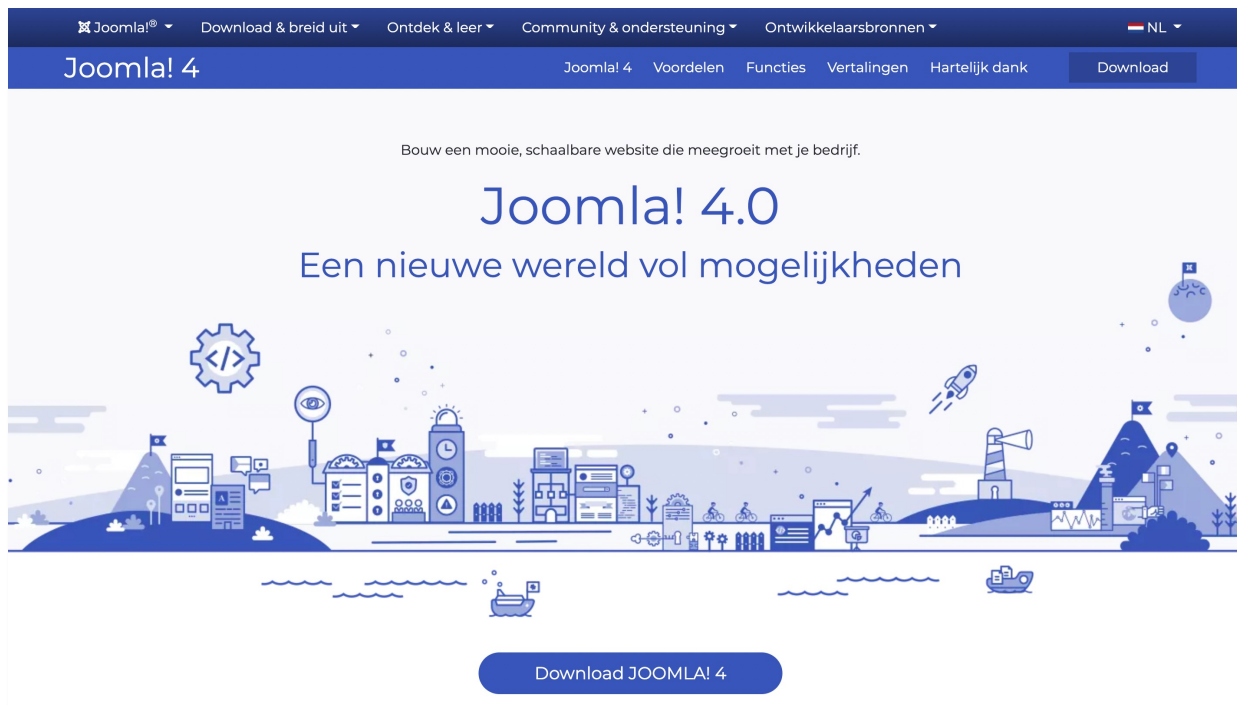 Joomla!® Download & breid uit Ontdek & leer Community & ondersteuning Ontwikkelaarsbronnen NL
Joomla! 4 Joomla! 4 Voordelen Functies Vertalingen Hartelijk dank Download
Bouw een mooie, schaalbare website die meegroeit met je bedrijf.
Joomla! 4.0
Een nieuwe wereld vol mogelijkheden
</>
A
Download JOOMLA! 4